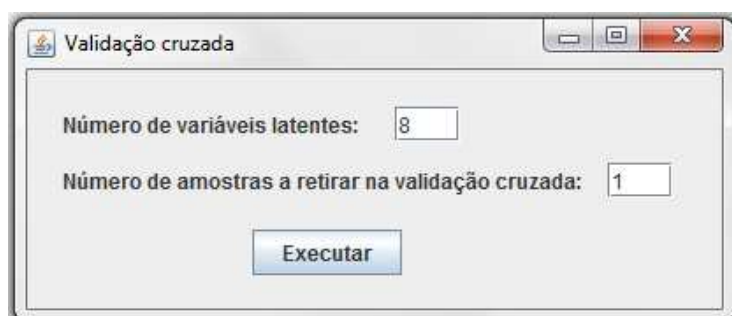 Validação cruzada
Número de variáveis latentes: 8
Número de amostras a retirar na validação cruzada: 1
Executar